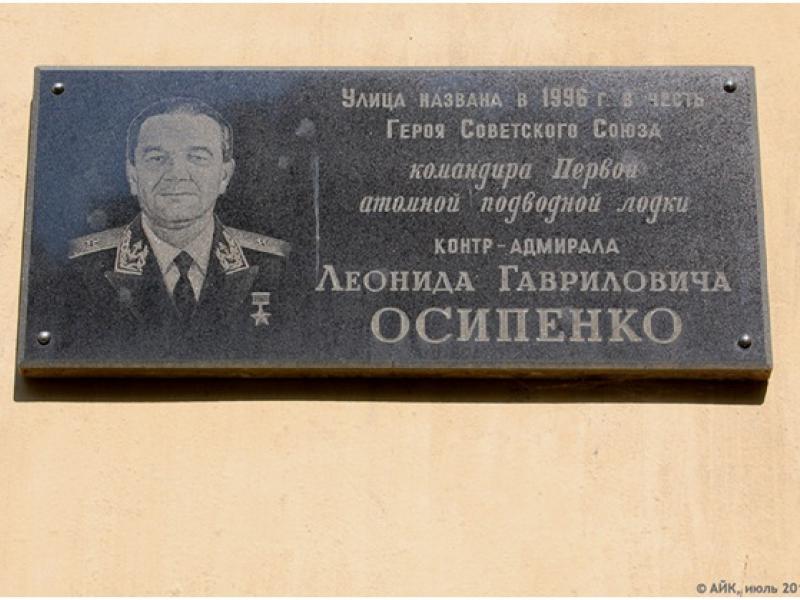 Улица названа в 1996 г. в честь
Героя Советского Союза
командира Первой
атомной подводной лодки
контр-адмирала
Леонида Гавриловича
ОСИПЕНКО
© АЙК, июль 201